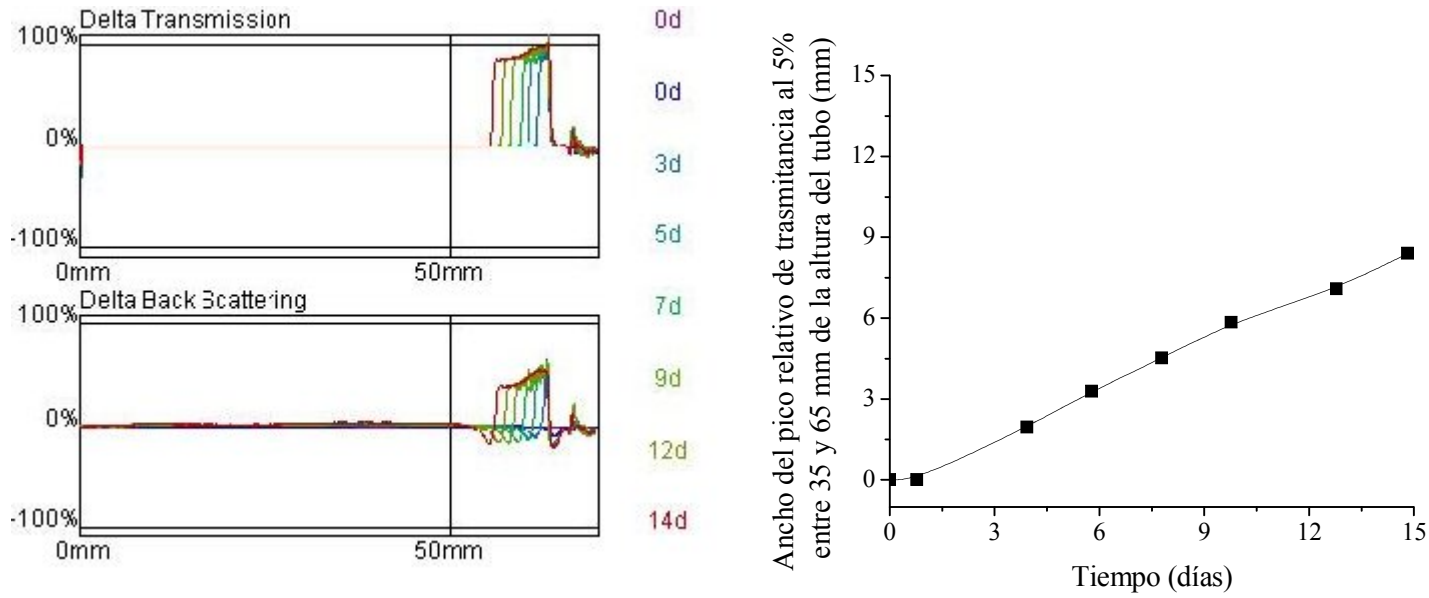 Delta Transmission
100%
0%
-100%
0mm
50mm
Delta Back Scattering
100%
0%
-100%
0mm
50mm
0d
0d
3d
5d
7d
9d
12d
14d
Ancho del pico relativo de trasmitancia al 5%
entre 35 y 65 mm de la altura del tubo (mm)
15
12
9
6
3
0
0
3
6
9
12
15
Tiempo (días)